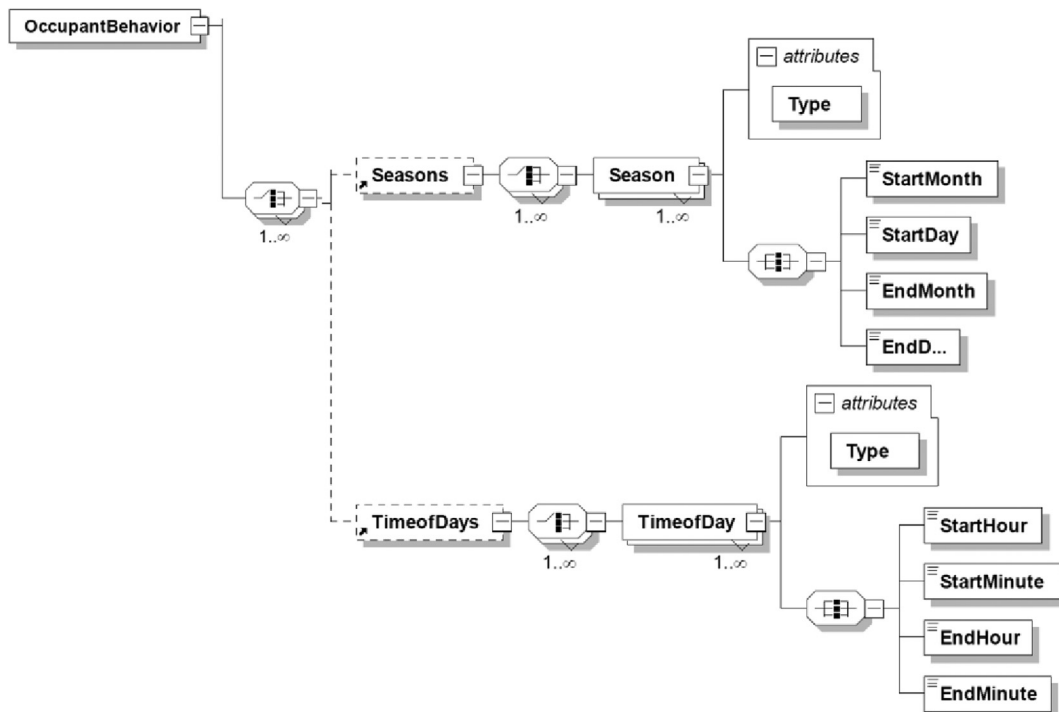 OccupantBehavior
1..∞
Seasons
1..∞
Season
1..∞
attributes
Type
StartMonth
StartDay
EndMonth
EndD...
TimeofDays
1..∞
TimeofDay
1..∞
attributes
Type
StartHour
StartMinute
EndHour
EndMinute